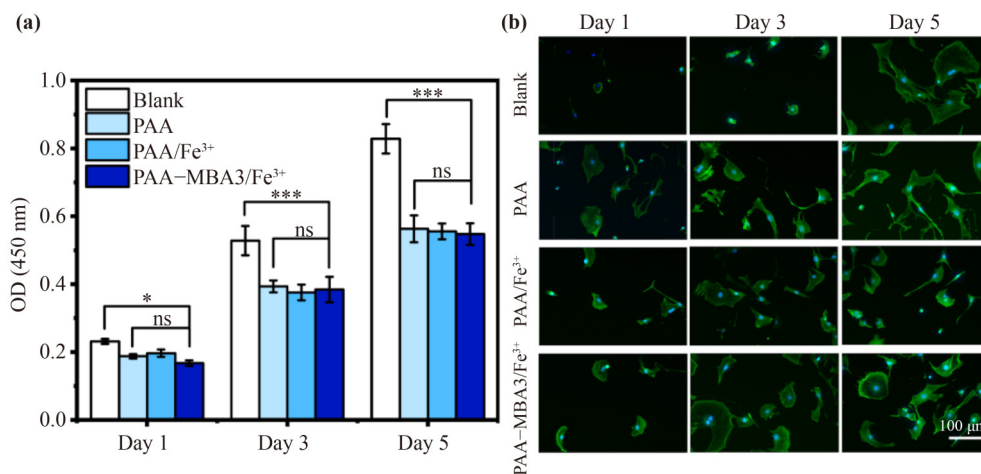 (a)
1.0
0.8
0.6
0.4
0.2
0.0
OD (450 nm)
Blank
PAA
PAA/Fe³⁺
PAA−MBA3/Fe³⁺
*
ns
***
ns
***
ns
Day 1
Day 3
Day 5
(b)
Day 1
Day 3
Day 5
Blank
PAA
PAA/Fe³⁺
PAA−MBA3/Fe³⁺
100 μm